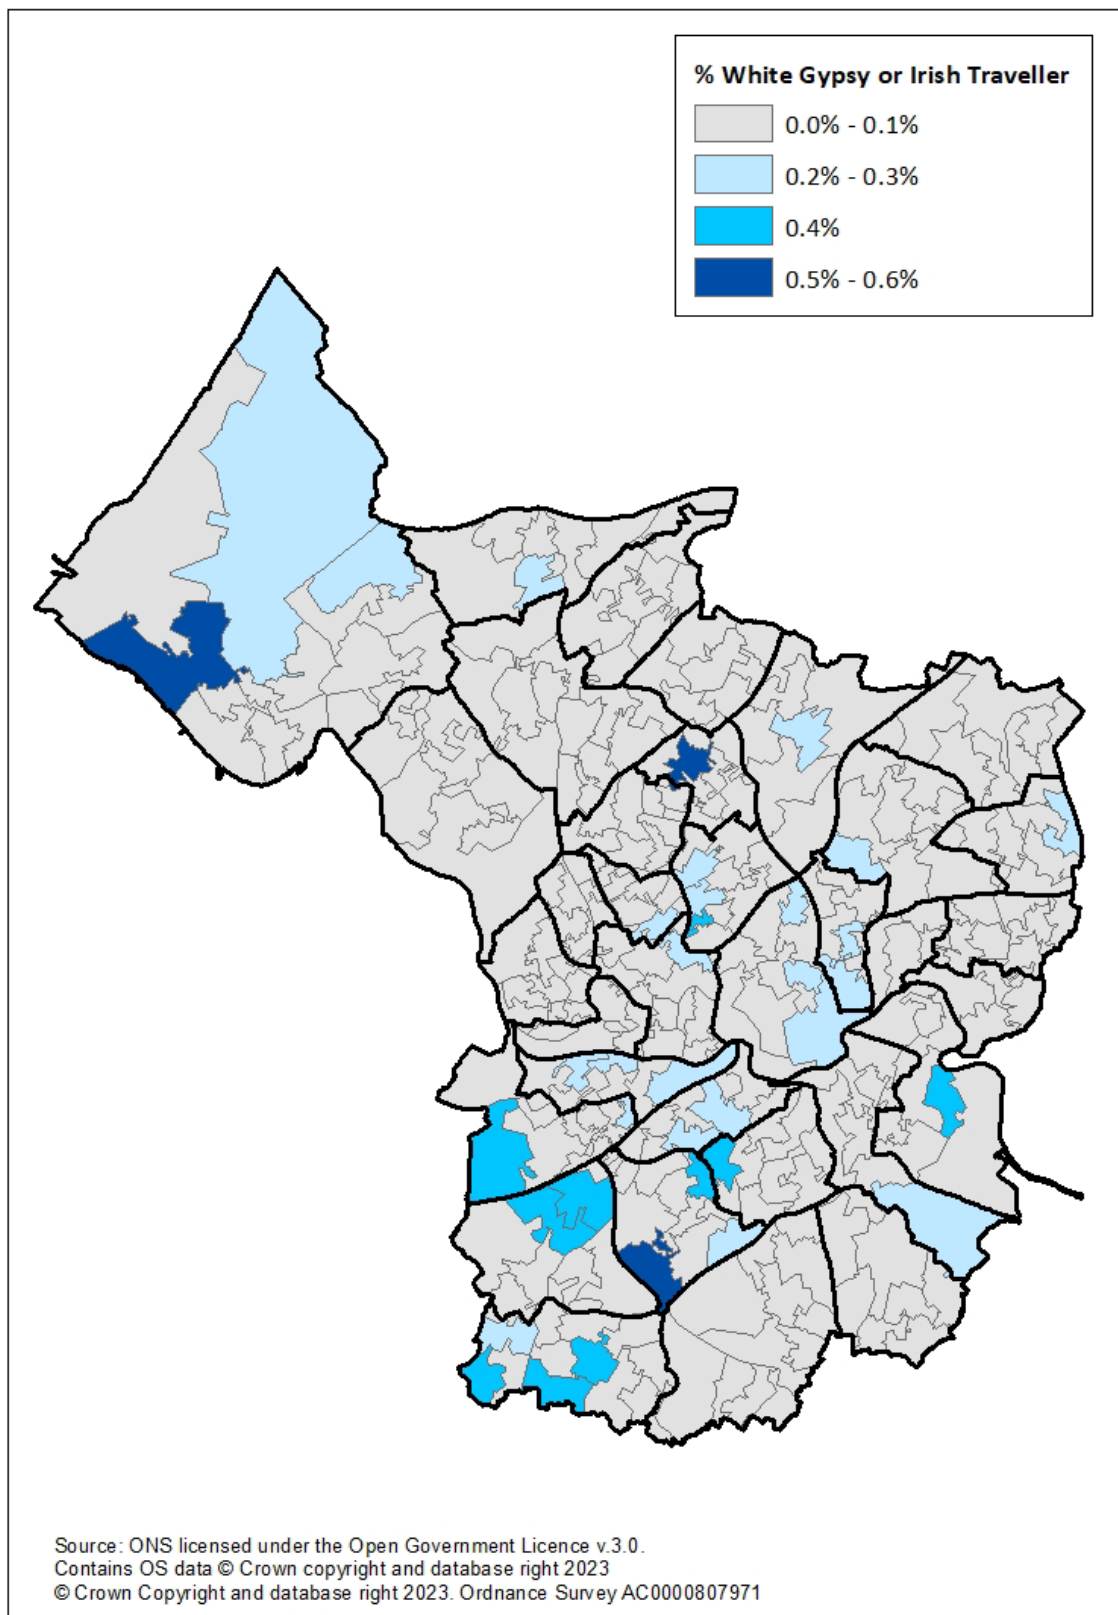 % White Gypsy or Irish Traveller
0.0% - 0.1%
0.2% - 0.3%
0.4%
0.5% - 0.6%
Source: ONS licensed under the Open Government Licence v.3.0.
Contains OS data © Crown copyright and database right 2023
© Crown Copyright and database right 2023. Ordnance Survey AC0000807971